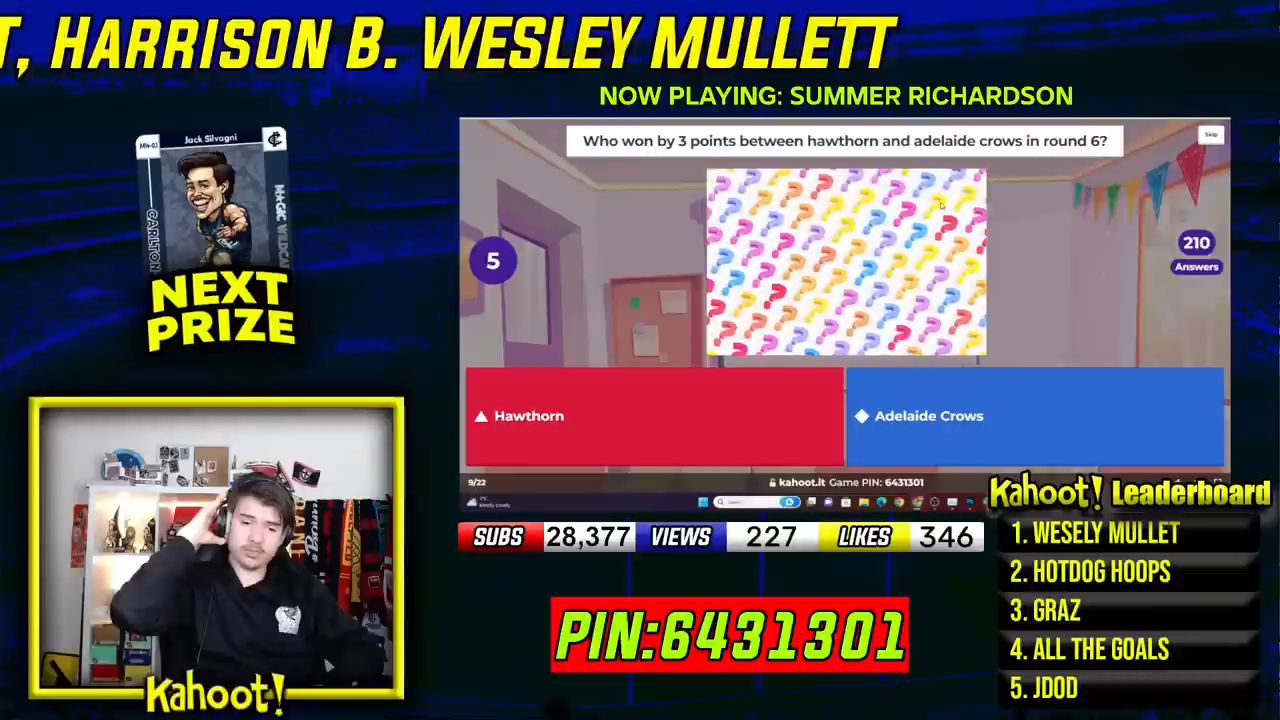 T, HARRISON B. WESLEY MULLETT
NOW PLAYING: SUMMER RICHARDSON
Jack Silvagni
CARLTON
MAGIC WILDCARD
NEXT
PRIZE
Who won by 3 points between hawthorn and adelaide crows in round 6?
Skip
5
210
Answers
Hawthorn
Adelaide Crows
9/22
kahoot.it Game PIN: 6431301
Search
SUBS 28,377 VIEWS 227 LIKES 346
PIN:6431301
Kahoot!
Kahoot! Leaderboard
1. WESELY MULLET
2. HOTDOG HOOPS
3. GRAZ
4. ALL THE GOALS
5. JDOD